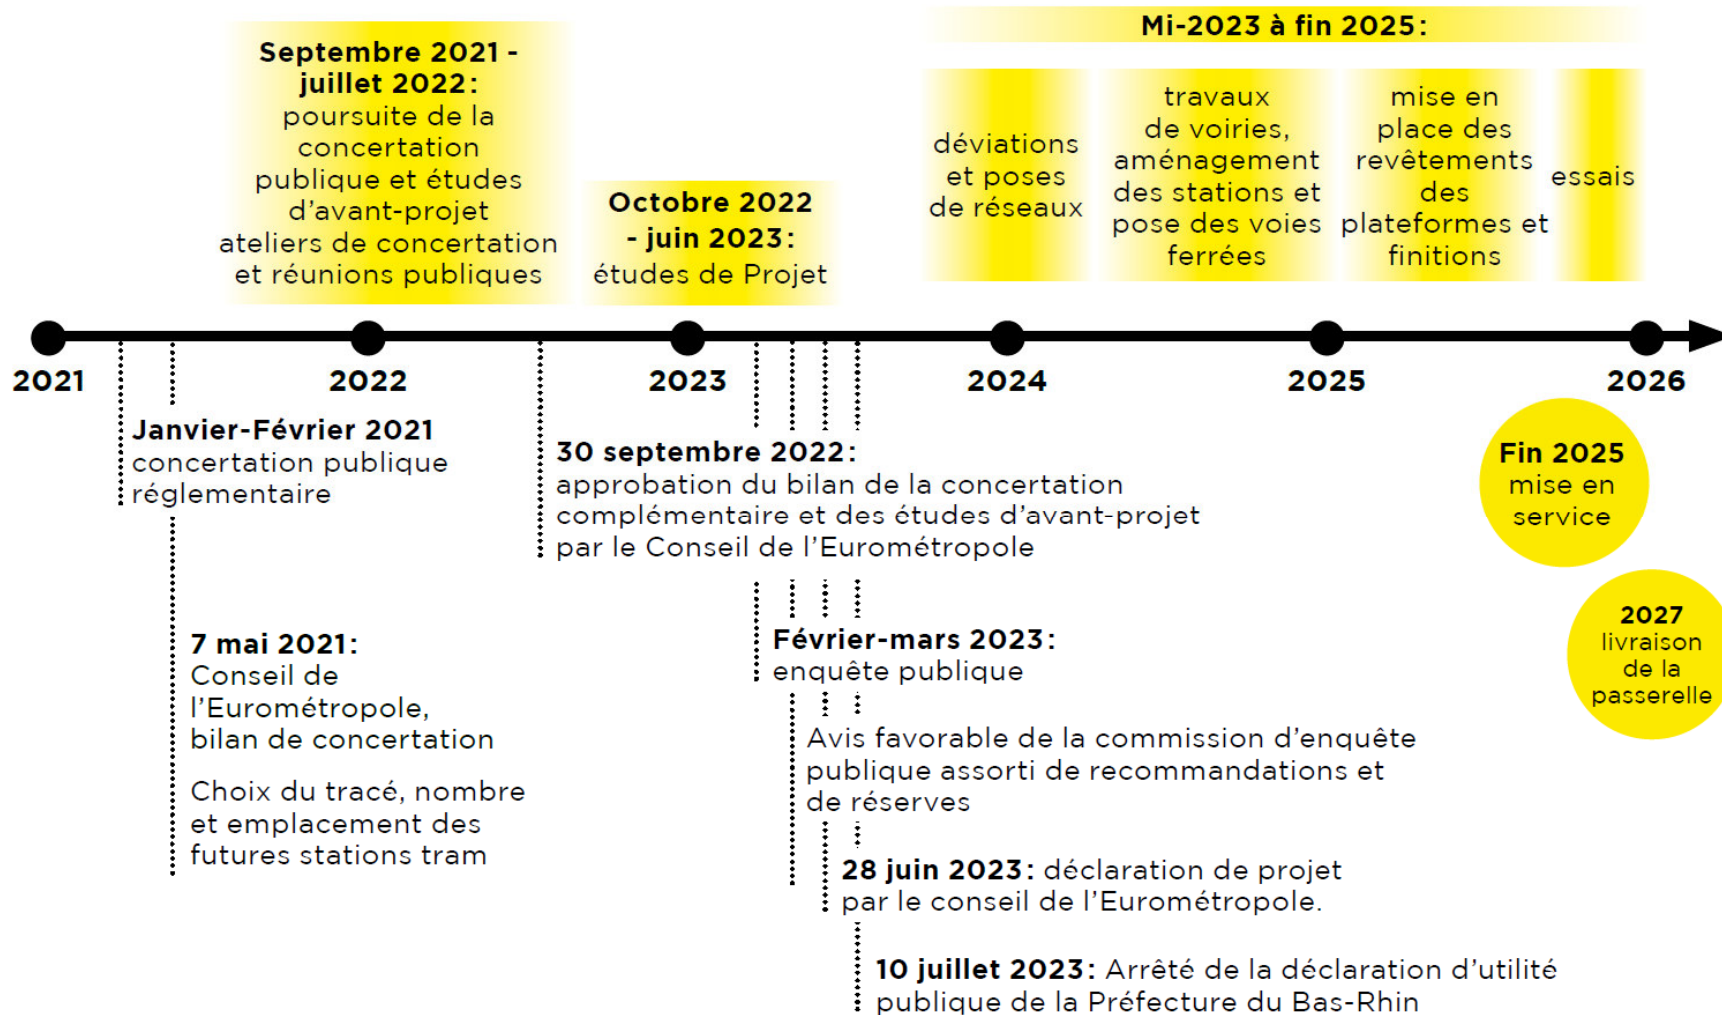 Septembre 2021 -
juillet 2022 :
poursuite de la
concertation
publique et études
d'avant-projet
ateliers de concertation
et réunions publiques
Octobre 2022
- juin 2023 :
études de Projet
Mi-2023 à fin 2025 :
déviations
et poses
de réseaux
travaux
de voiries,
aménagement
des stations et
pose des voies
ferrées
mise en
place des
revêtements
des
plateformes et
finitions
essais
2021
2022
2023
2024
2025
2026
Janvier-Février 2021
concertation publique
réglementaire
7 mai 2021 :
Conseil de
l'Eurométropole,
bilan de concertation
Choix du tracé, nombre
et emplacement des
futures stations tram
30 septembre 2022 :
approbation du bilan de la concertation
complémentaire et des études d'avant-projet
par le Conseil de l'Eurométropole
Février-mars 2023 :
enquête publique
Avis favorable de la commission d'enquête
publique assorti de recommandations et
de réserves
28 juin 2023 : déclaration de projet
par le conseil de l'Eurométropole.
10 juillet 2023 : Arrêté de la déclaration d'utilité
publique de la Préfecture du Bas-Rhin
Fin 2025
mise en
service
2027
livraison
de la
passerelle